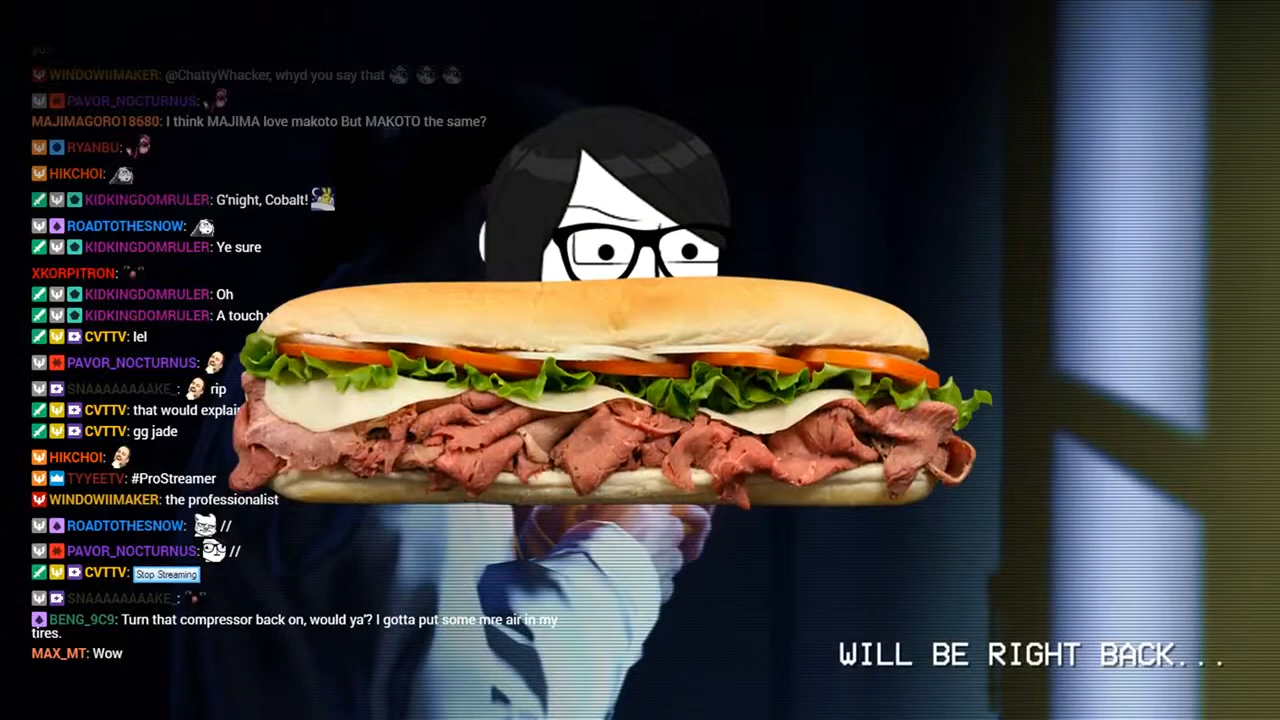 WINDOWIIMAKER: @ChattyWhacker, whyd you say that
PAVOR_NOCTURNUS:
MAJIMAGORO18680: I think MAJIMA love makoto But MAKOTO the same?
RYANBU:
HIKCHOI:
KIDKINGDOMRULER: G'night, Cobalt!
ROADTOTHESNOW:
KIDKINGDOMRULER: Ye sure
XKORPITRON:
KIDKINGDOMRULER: Oh
KIDKINGDOMRULER: A touch
CVTTV: lel
PAVOR_NOCTURNUS:
SNAAAAAAAAKE_: rip
CVTTV: that would explain
CVTTV: gg jade
HIKCHOI:
TYYEETV: #ProStreamer
WINDOWIIMAKER: the professionalist
ROADTOTHESNOW: //
PAVOR_NOCTURNUS: //
CVTTV: Stop Streaming
SNAAAAAAAAKE_:
BENG_9C9: Turn that compressor back on, would ya'? I gotta put some mre air in my
tires.
MAX_MT: Wow
WILL BE RIGHT BACK...